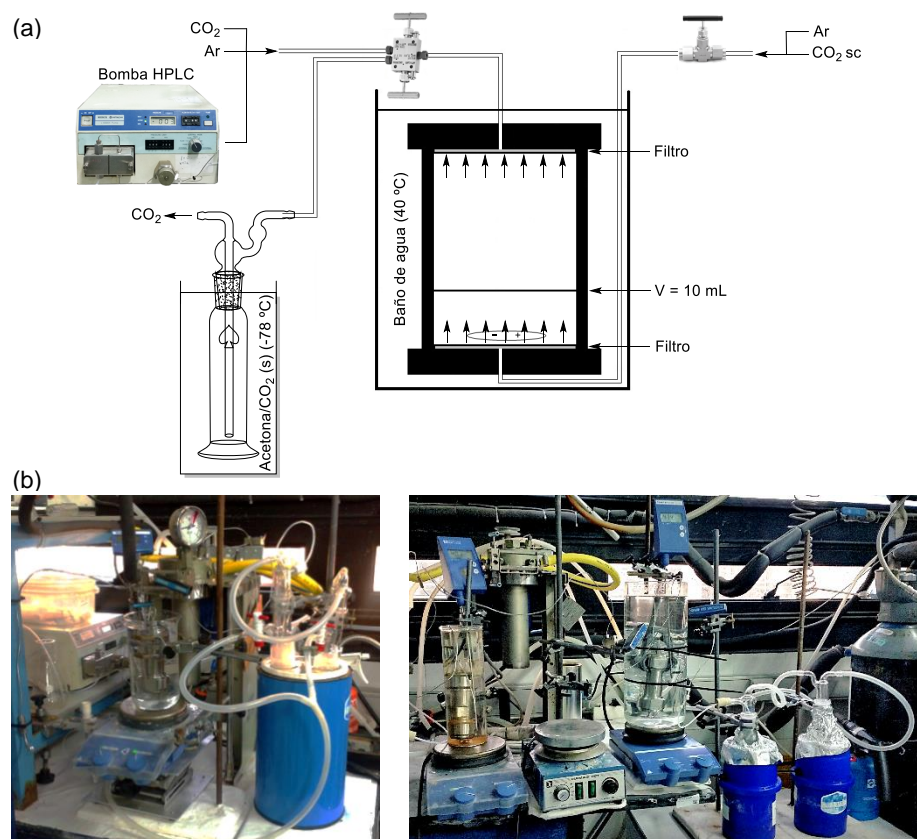 (a)
CO₂
Ar
Bomba HPLC
Ar
CO₂ sc
Filtro
Baño de agua (40 ºC)
V = 10 mL
- +
Filtro
CO₂
Acetona/CO₂ (s) (-78 ºC)
(b)